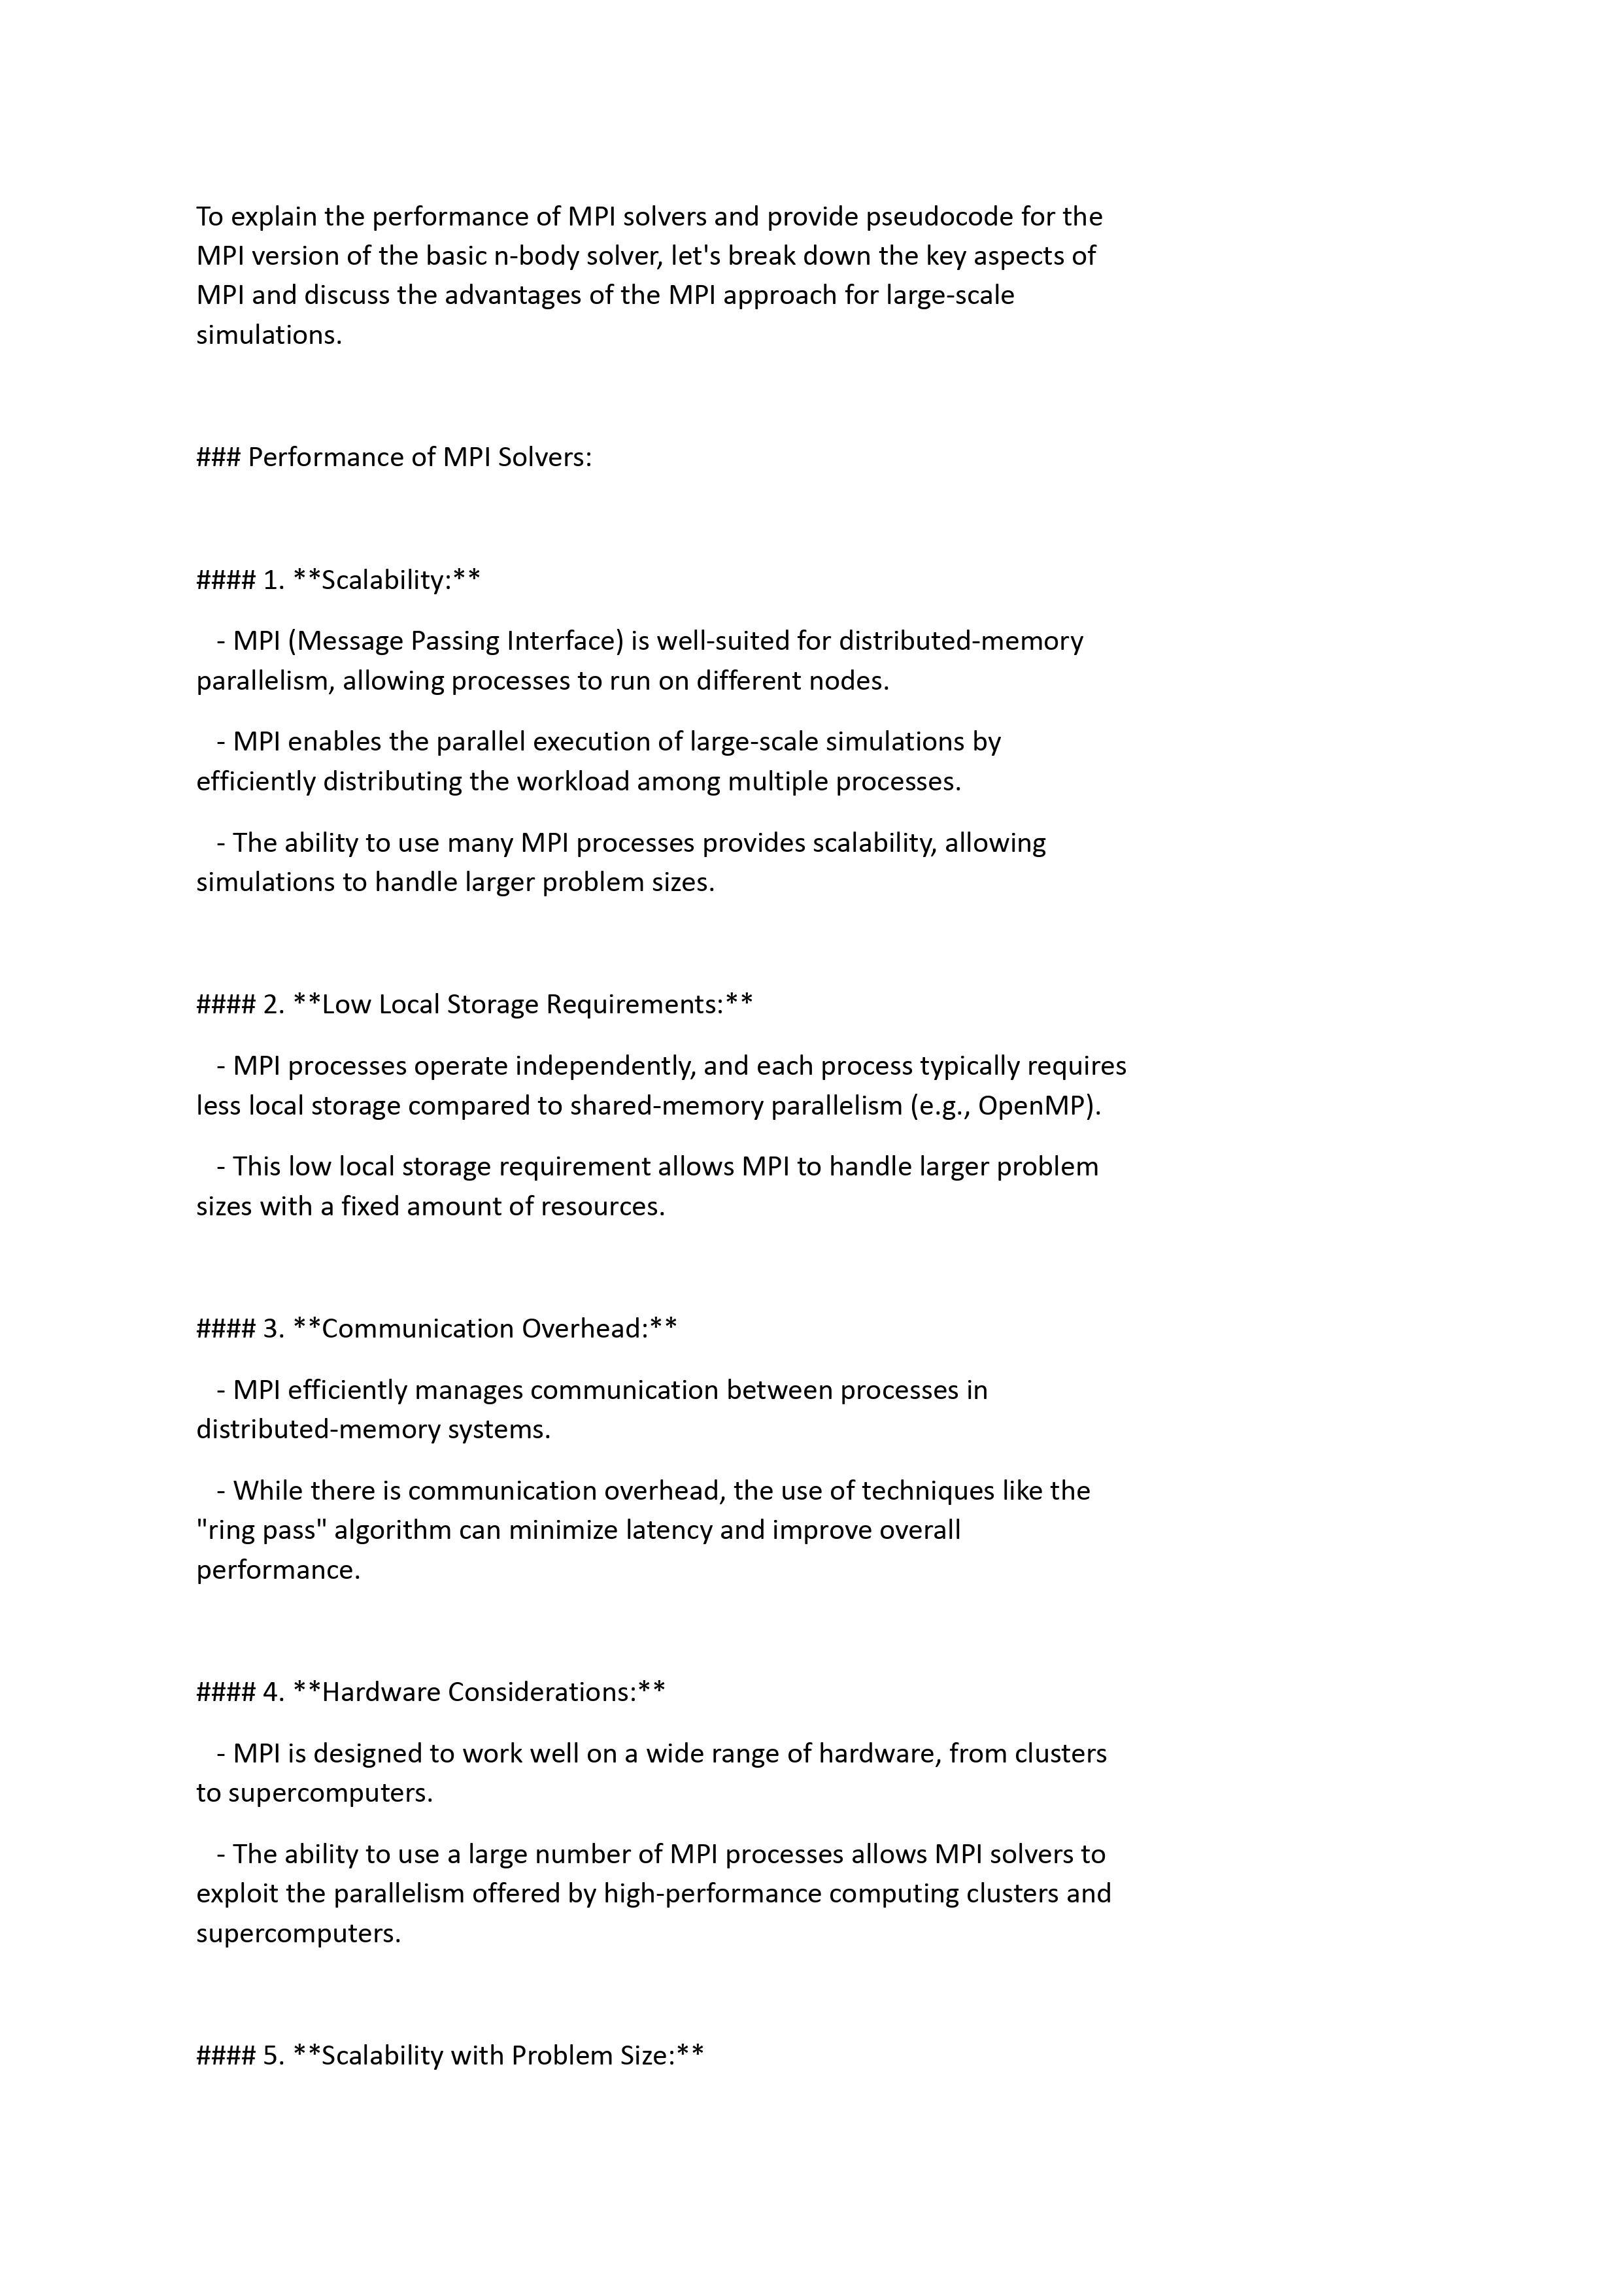 To explain the performance of MPI solvers and provide pseudocode for the
MPI version of the basic n-body solver, let's break down the key aspects of
MPI and discuss the advantages of the MPI approach for large-scale
simulations.
### Performance of MPI Solvers:
#### 1. **Scalability:**
- MPI (Message Passing Interface) is well-suited for distributed-memory
parallelism, allowing processes to run on different nodes.
- MPI enables the parallel execution of large-scale simulations by
efficiently distributing the workload among multiple processes.
- The ability to use many MPI processes provides scalability, allowing
simulations to handle larger problem sizes.
#### 2. **Low Local Storage Requirements:**
- MPI processes operate independently, and each process typically requires
less local storage compared to shared-memory parallelism (e.g., OpenMP).
- This low local storage requirement allows MPI to handle larger problem
sizes with a fixed amount of resources.
#### 3. **Communication Overhead:**
- MPI efficiently manages communication between processes in
distributed-memory systems.
- While there is communication overhead, the use of techniques like the
"ring pass" algorithm can minimize latency and improve overall
performance.
#### 4. **Hardware Considerations:**
- MPI is designed to work well on a wide range of hardware, from clusters
to supercomputers.
- The ability to use a large number of MPI processes allows MPI solvers to
exploit the parallelism offered by high-performance computing clusters and
supercomputers.
#### 5. **Scalability with Problem Size:**